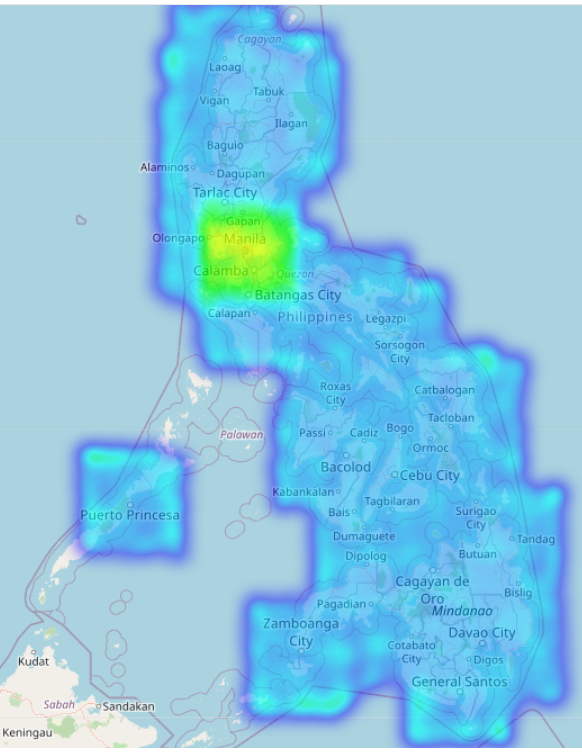 Cagayan
Laoag
Tabuk
Vigan
Ilagan
Baguio
Alaminos
Dagupan
Tarlac City
Gapan
Olongapo
Manila
Calamba
Quezon
Batangas City
Calapan
Philippines
Legazpi
Sorsogon
City
Roxas
City
Catbalogan
Tacloban
Palawan
Passi
Cadiz
Bogo
Ormoc
Bacolod
Cebu City
Kabankalan
Tagbilaran
Bais
Surigao
City
Puerto Princesa
Dumaguete
Tandag
Dipolog
Butuan
Cagayan de
Oro
Bislig
Pagadian
Mindanao
Zamboanga
City
Davao City
Cotabato
City
Digos
Kudat
General Santos
Sabah
Sandakan
Keningau